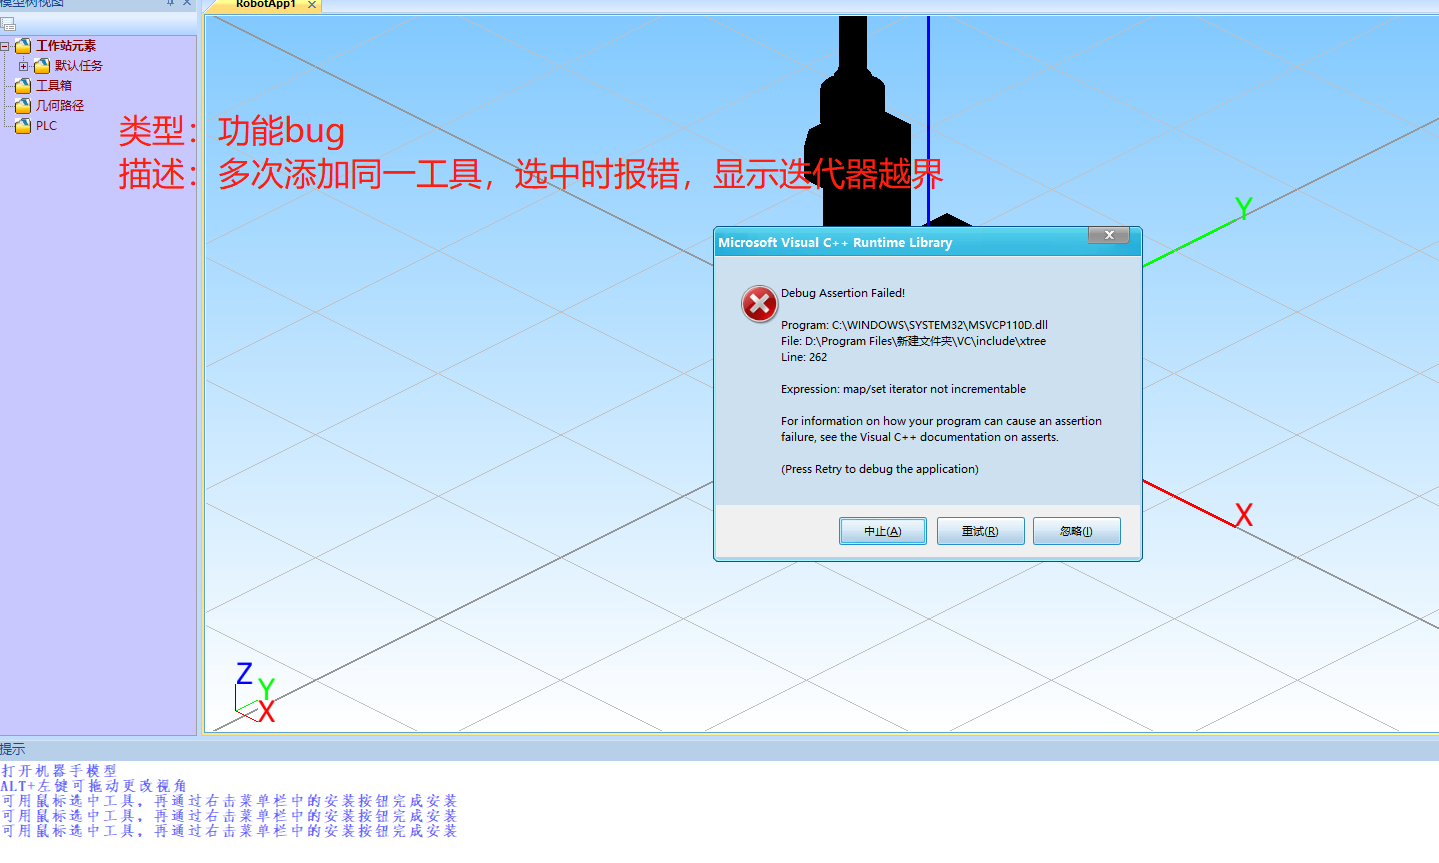 模型树视图
RobotApp1
工作站元素
默认任务
工具箱
几何路径
PLC
类型：功能bug
描述：多次添加同一工具，选中时报错，显示迭代器越界
Y
Microsoft Visual C++ Runtime Library
Debug Assertion Failed!
Program: C:\WINDOWS\SYSTEM32\MSVCP110D.dll
File: D:\Program Files\新建文件夹\VC\include\xtree
Line: 262
Expression: map/set iterator not incrementable
For information on how your program can cause an assertion
failure, see the Visual C++ documentation on asserts.
(Press Retry to debug the application)
中止(A)
重试(R)
忽略(I)
X
Z
Y
X
提示
打开机器手模型
ALT+左键可拖动更改视角
可用鼠标选中工具，再通过右击菜单栏中的安装按钮完成安装
可用鼠标选中工具，再通过右击菜单栏中的安装按钮完成安装
可用鼠标选中工具，再通过右击菜单栏中的安装按钮完成安装